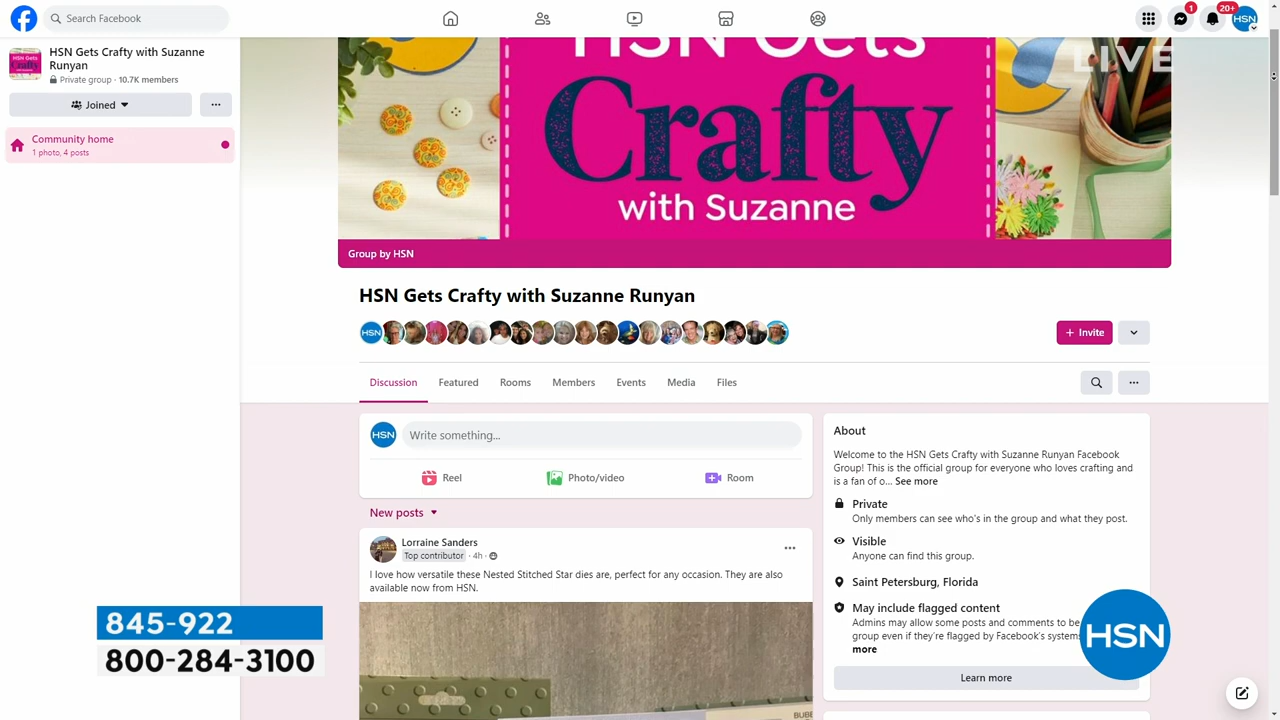 Search Facebook
1
20+
HSN
LIVE
HSN Gets Crafty with Suzanne
Runyan
Private group · 10.7K members
Joined
Community home
1 photo, 4 posts
HSN Gets
Crafty
with Suzanne
Group by HSN
HSN Gets Crafty with Suzanne Runyan
HSN
Invite
Discussion
Featured
Rooms
Members
Events
Media
Files
HSN
Write something...
Reel
Photo/video
Room
New posts
Lorraine Sanders
Top contributor · 4h
I love how versatile these Nested Stitched Star dies are, perfect for any occasion. They are also
available now from HSN.
BUBB
About
Welcome to the HSN Gets Crafty with Suzanne Runyan Facebook
Group! This is the official group for everyone who loves crafting and
is a fan of o... See more
Private
Only members can see who's in the group and what they post.
Visible
Anyone can find this group.
Saint Petersburg, Florida
May include flagged content
Admins may allow some posts and comments to be
group even if they're flagged by Facebook's systems
more
Learn more
HSN
845-922
800-284-3100